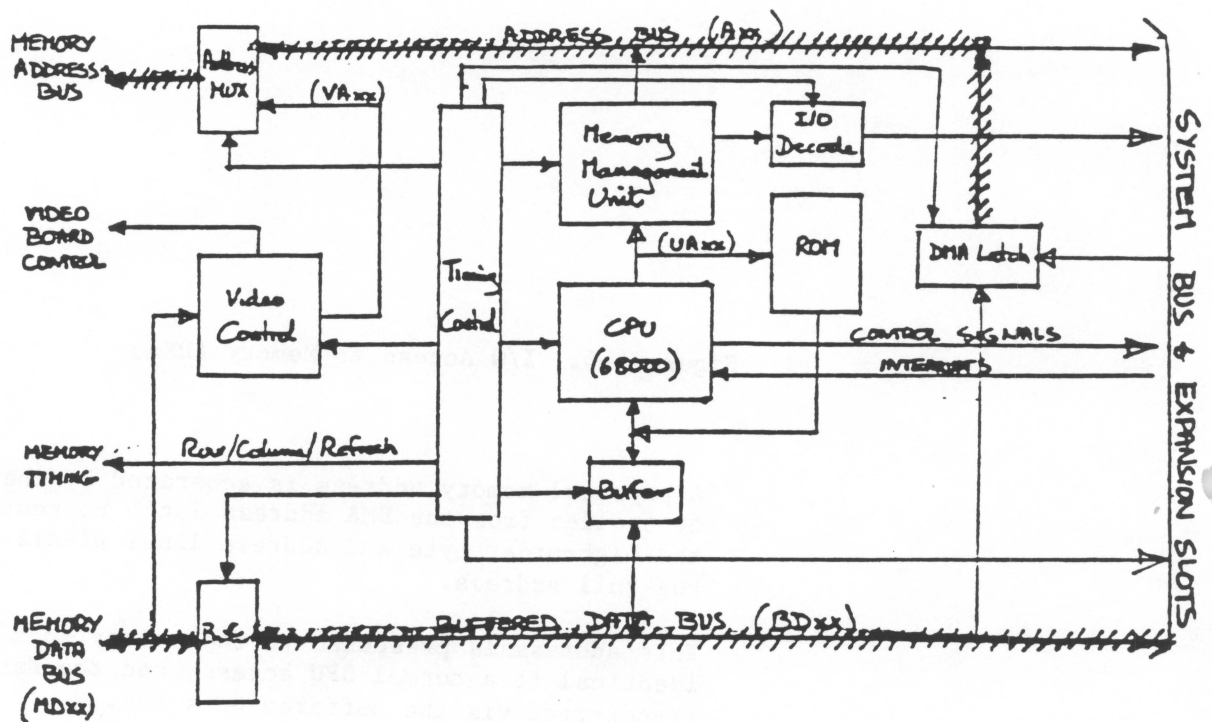 MEMORY
ADDRESS
BUS
Address
MUX
ADDRESS BUS (Axx)
(VAxx)
Memory
Management
Unit
I/O
Decode
SYSTEM BUS & EXPANSION SLOTS
VIDEO
BOARD
CONTROL
Video
Control
Timing
Control
(UAxx)
ROM
DMA Latch
CPU
(68000)
CONTROL SIGNALS
INTERRUPTS
MEMORY
TIMING
Row/Column/Refresh
Buffer
MEMORY
DATA
BUS
(MDxx)
BUFFERED DATA BUS (BDxx)